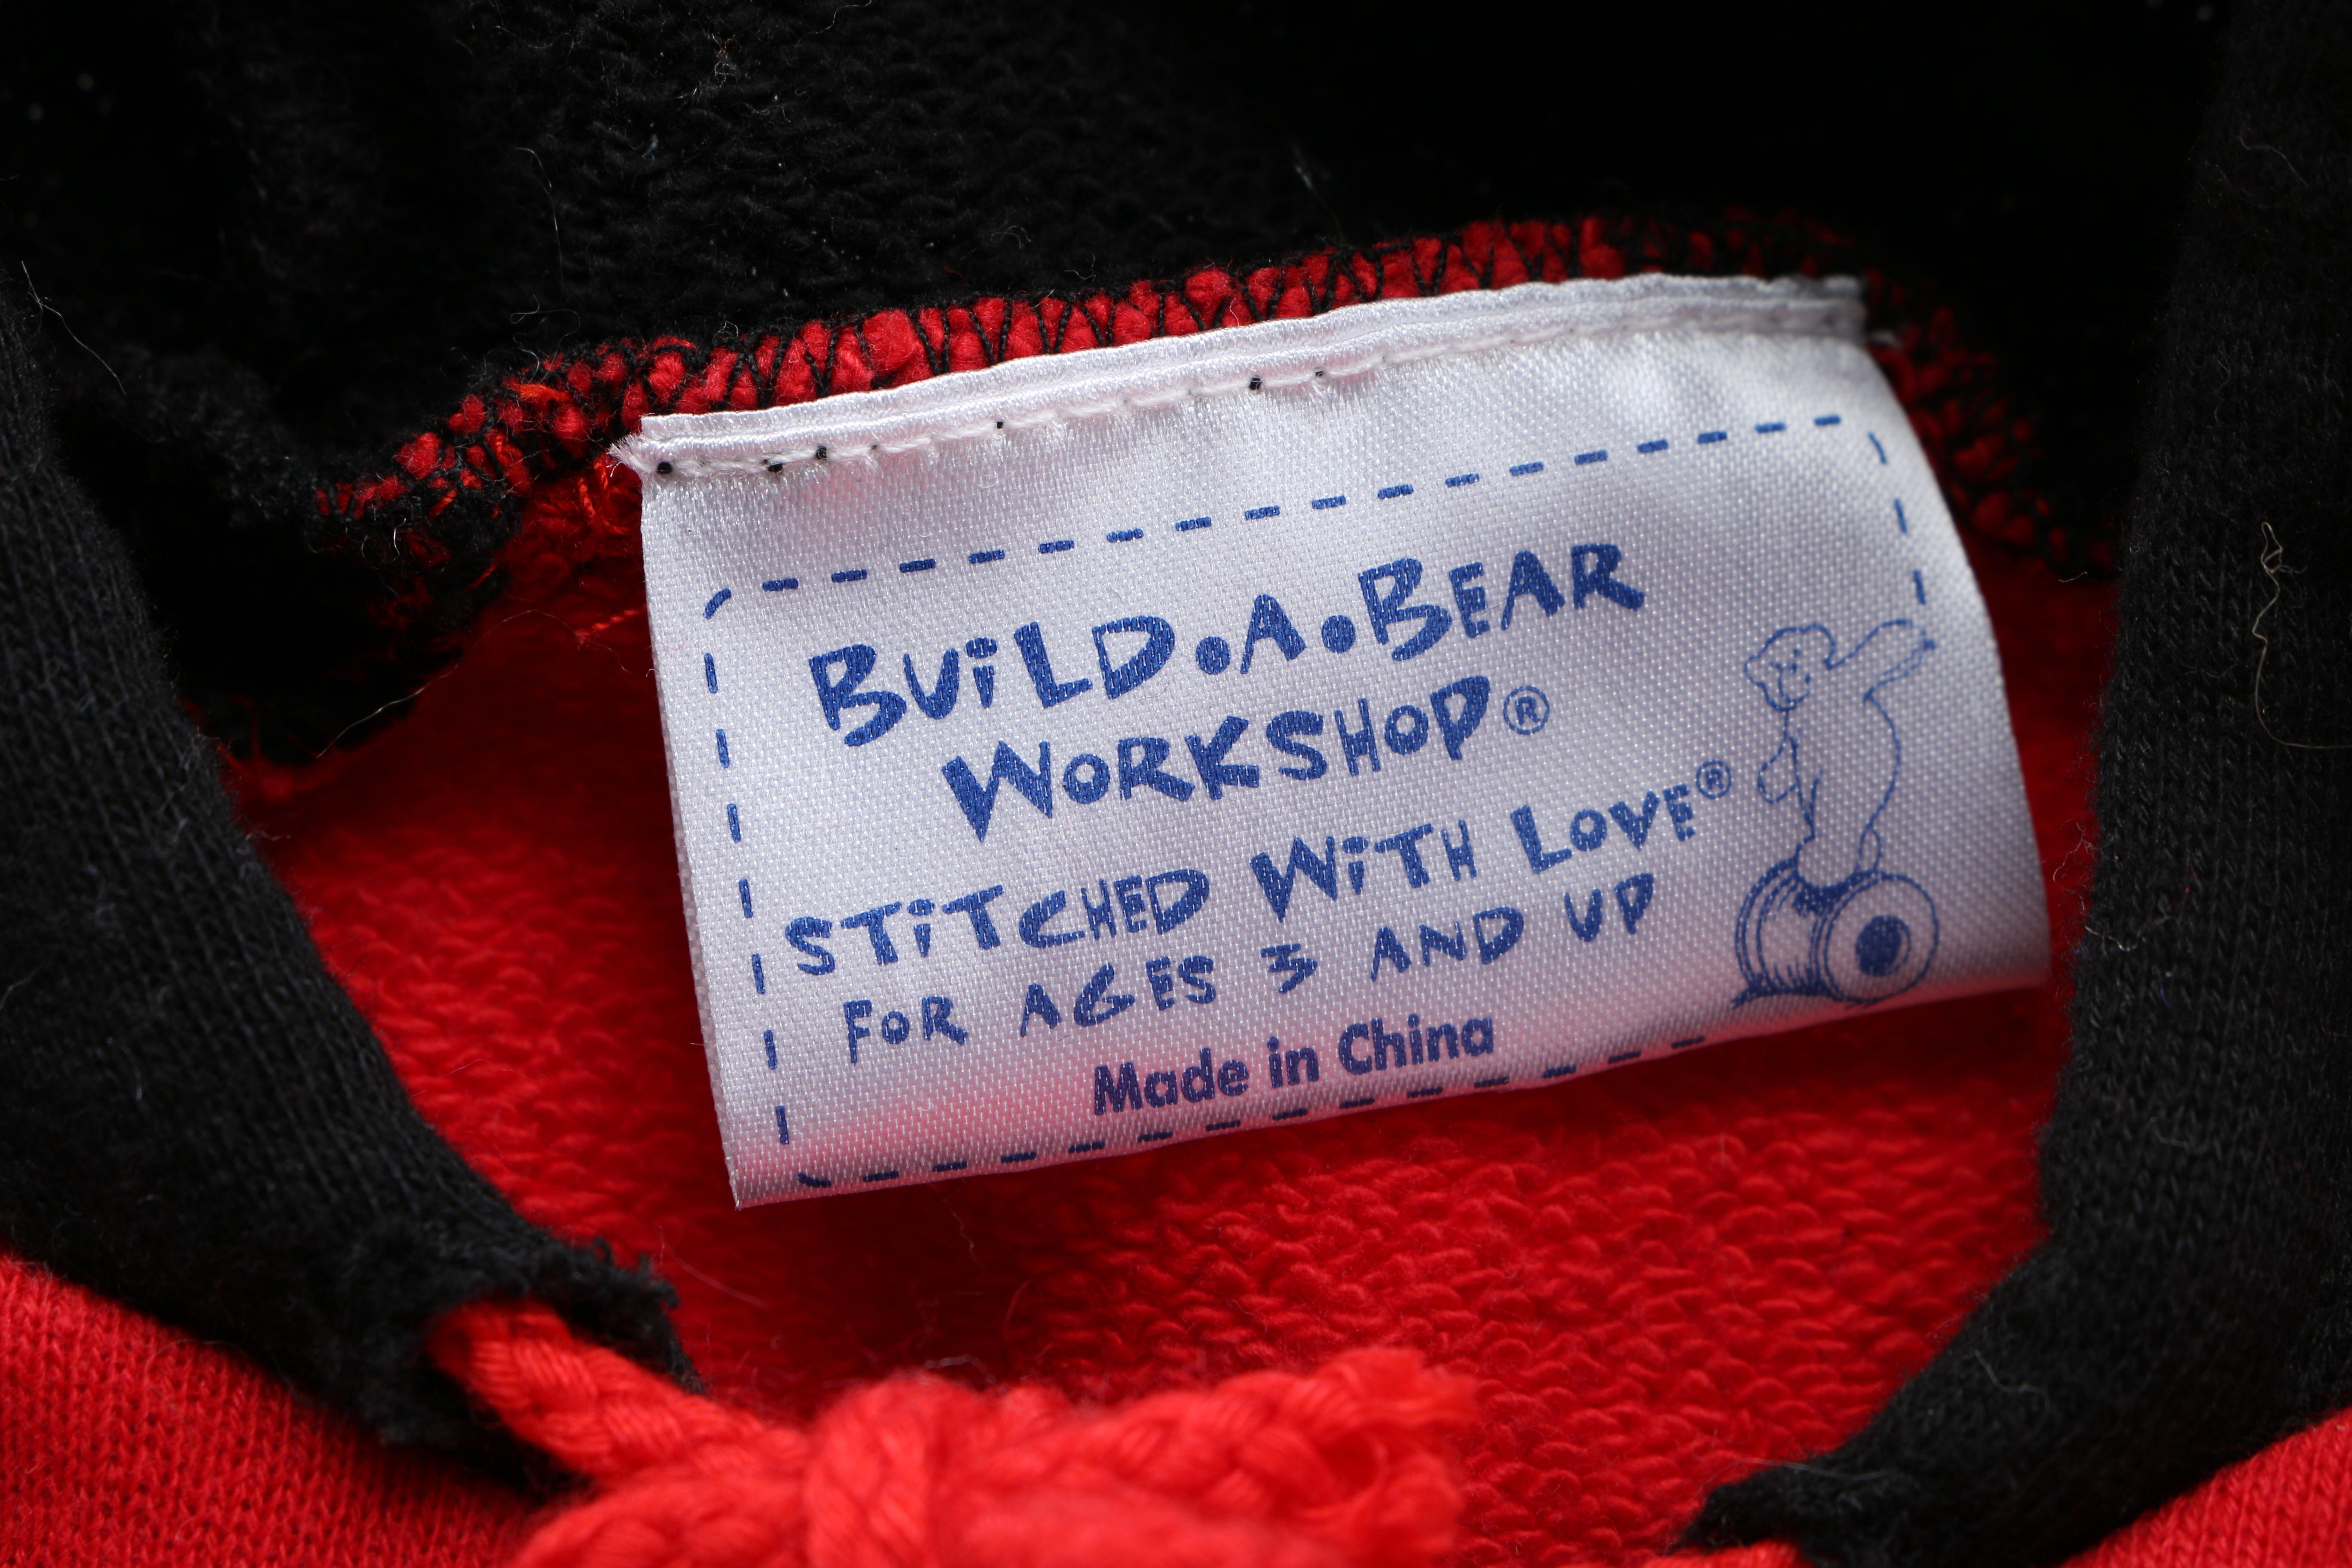 BUiLD•A•BEAR
WORKSHOP®
STiTCHED WiTH LOVE®
FOR AGES 3 AND UP
Made in China